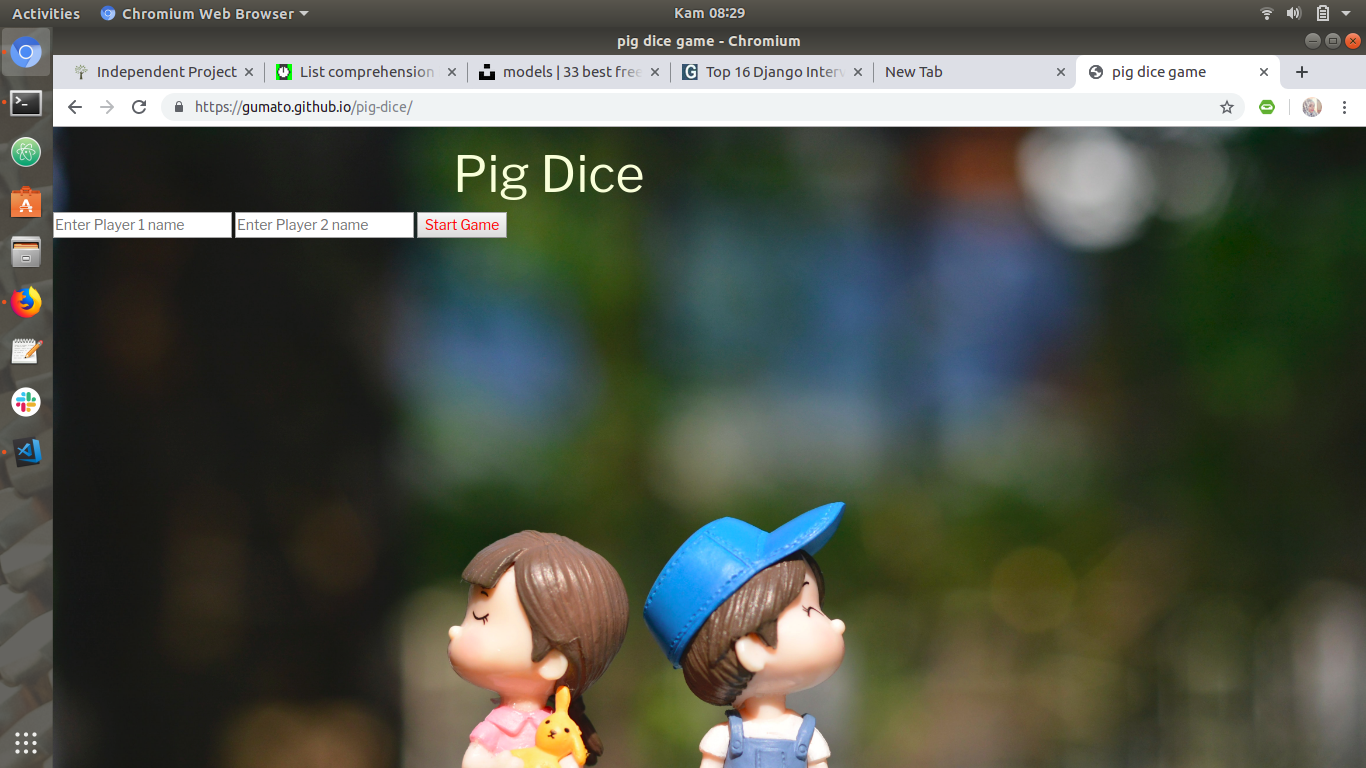 Activities Chromium Web Browser Kam 08:29
pig dice game - Chromium
Independent Project List comprehension models | 33 best free Top 16 Django Interv New Tab pig dice game
https://gumato.github.io/pig-dice/
Pig Dice
Enter Player 1 name Enter Player 2 name Start Game